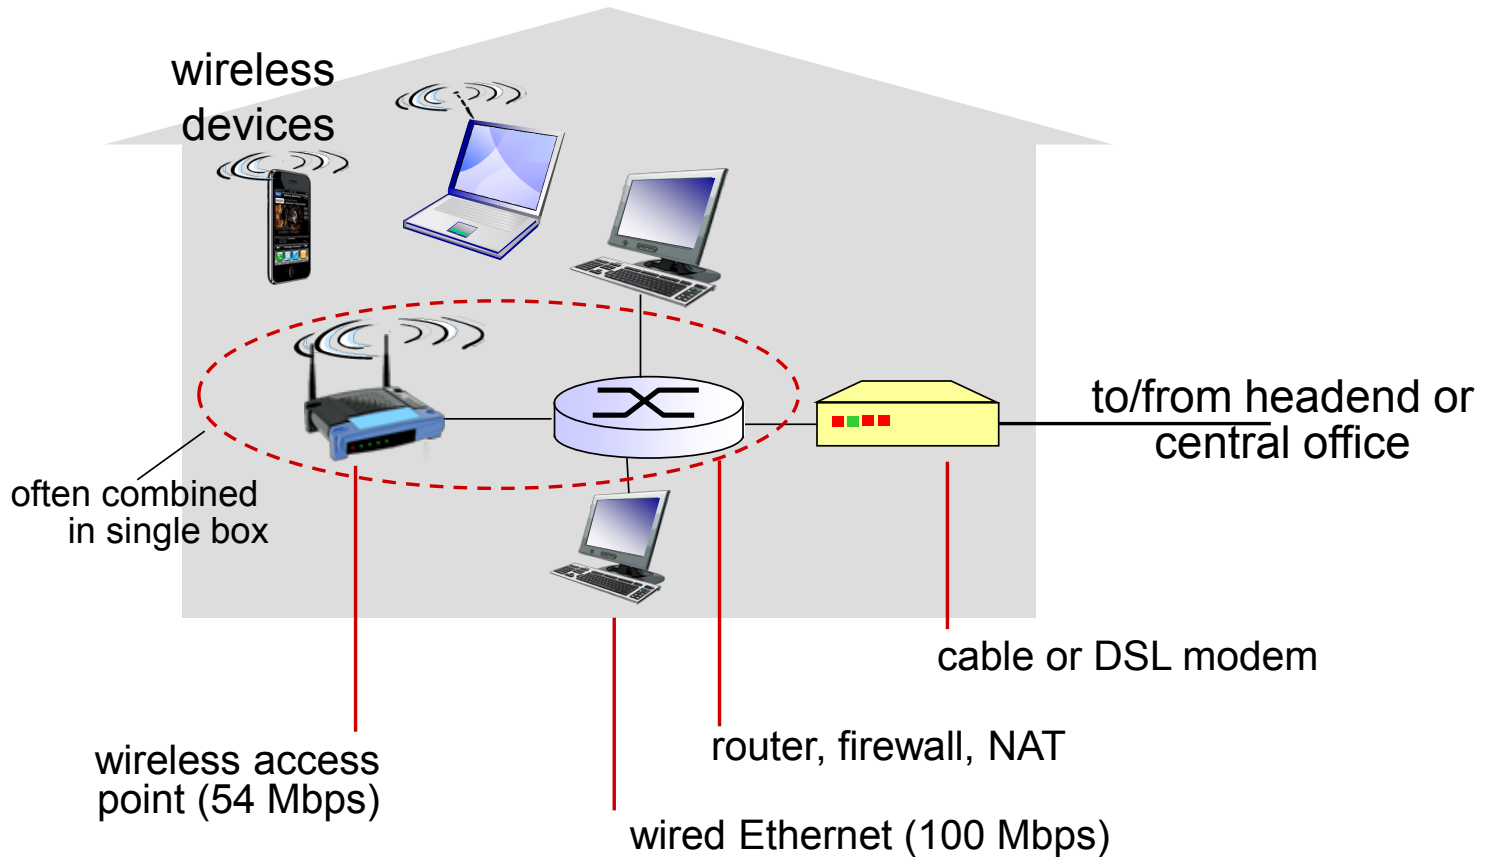 wireless
devices
to/from headend or
central office
often combined
in single box
cable or DSL modem
router, firewall, NAT
wireless access
point (54 Mbps)
wired Ethernet (100 Mbps)